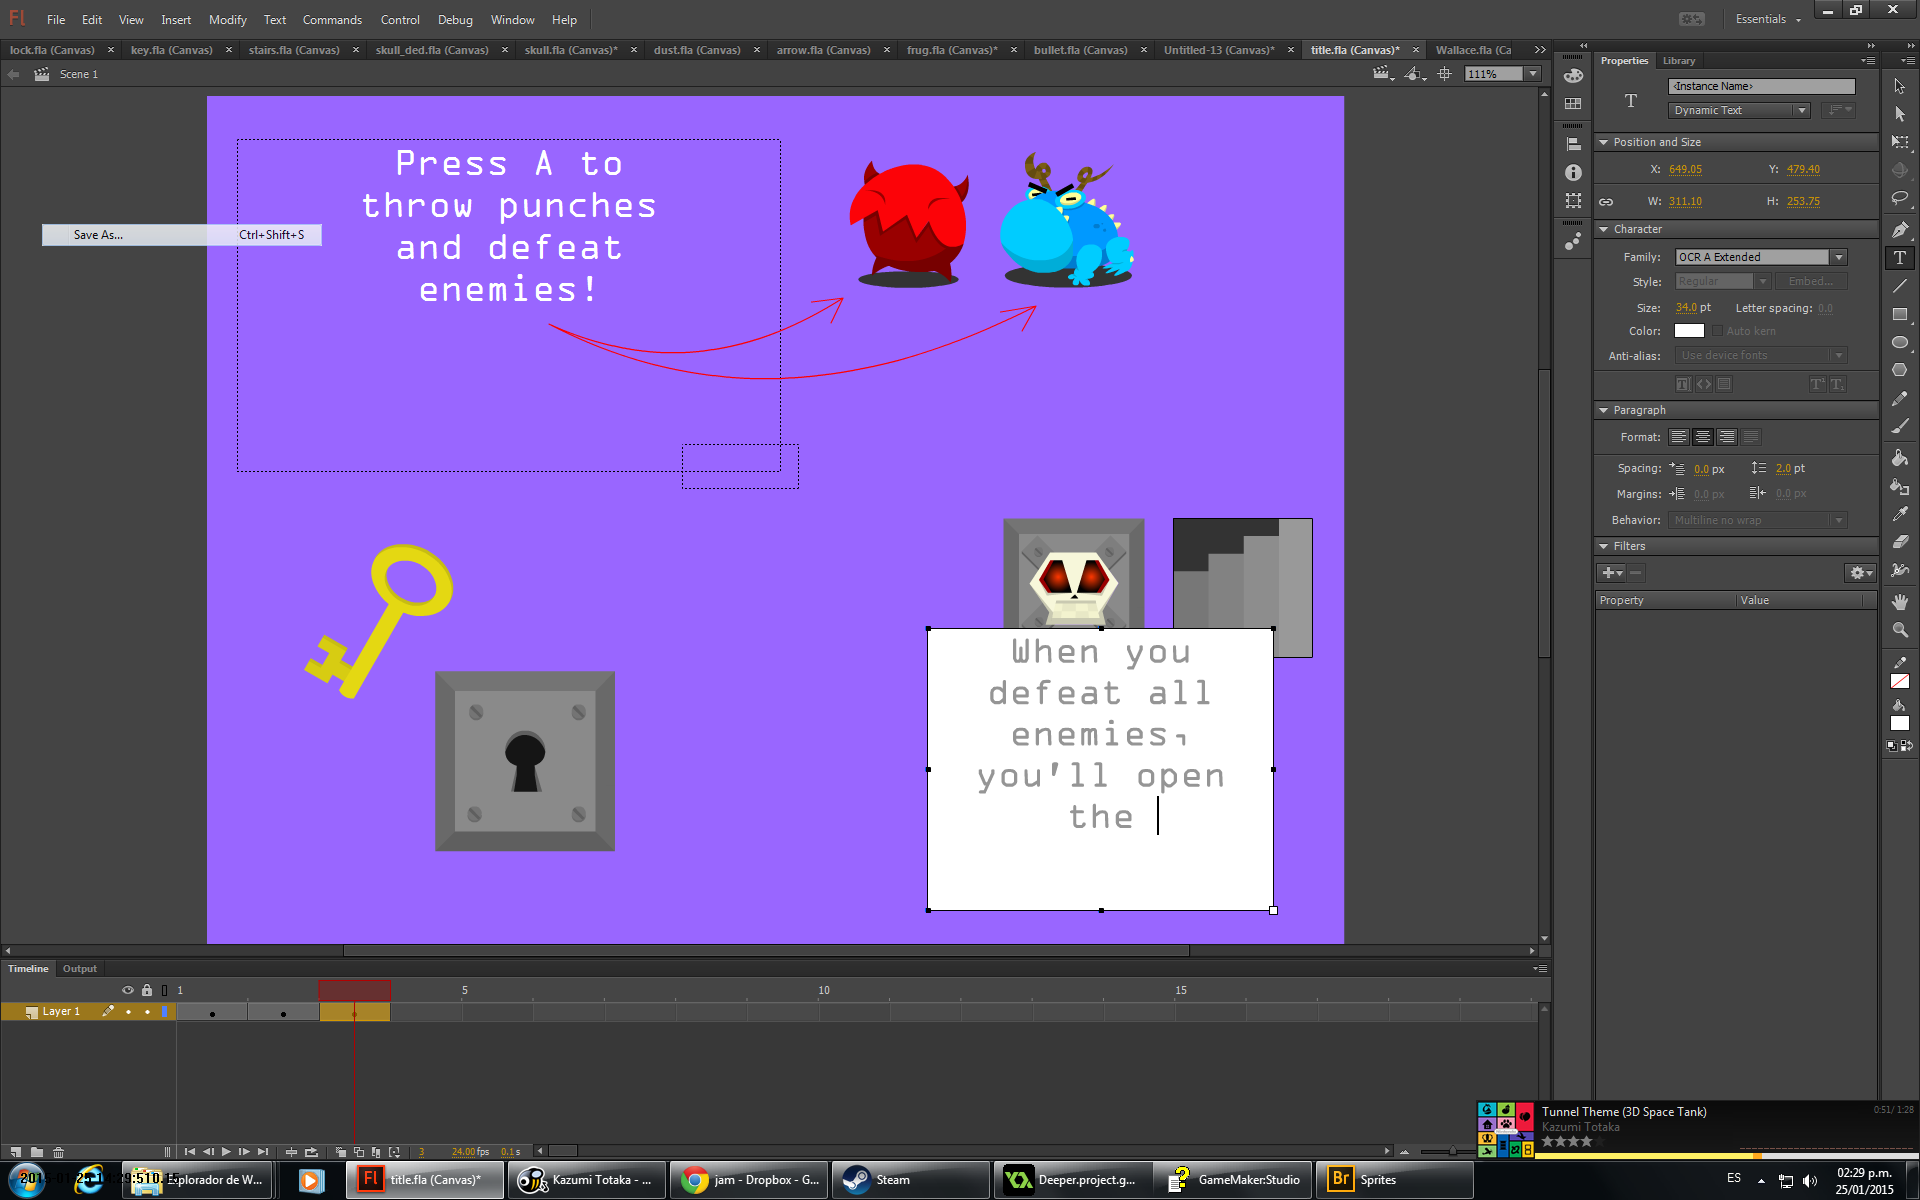 Fl File Edit View Insert Modify Text Commands Control Debug Window Help Essentials
lock.fla (Canvas) × key.fla (Canvas) × stairs.fla (Canvas) × skull_ded.fla (Canvas) × skull.fla (Canvas)* × dust.fla (Canvas) × arrow.fla (Canvas) × frug.fla (Canvas)* × bullet.fla (Canvas) × Untitled-13 (Canvas)* × title.fla (Canvas)* × Wallace.fla (Ca
Scene 1 111%
Press A to
throw punches
and defeat
enemies!
Save As... Ctrl+Shift+S
When you
defeat all
enemies,
you'll open
the
Properties Library
<Instance Name>
Dynamic Text
Position and Size
X: 649.05 Y: 479.40
W: 311.10 H: 253.75
Character
Family: OCR A Extended
Style: Regular Embed...
Size: 34.0 pt Letter spacing: 0.0
Color: Auto kern
Anti-alias: Use device fonts
Paragraph
Format:
Spacing: 0.0 px 2.0 pt
Margins: 0.0 px 0.0 px
Behavior: Multiline no wrap
Filters
Property Value
Timeline Output
1 5 10 15
Layer 1
3 24.00 fps 0.1 s
Tunnel Theme (3D Space Tank) 0:51/ 1:28
Kazumi Totaka
Explorador de W... title.fla (Canvas)* Kazumi Totaka - ... jam - Dropbox - G... Steam Deeper.project.g... GameMaker:Studio Sprites
ES 02:29 p.m.
25/01/2015